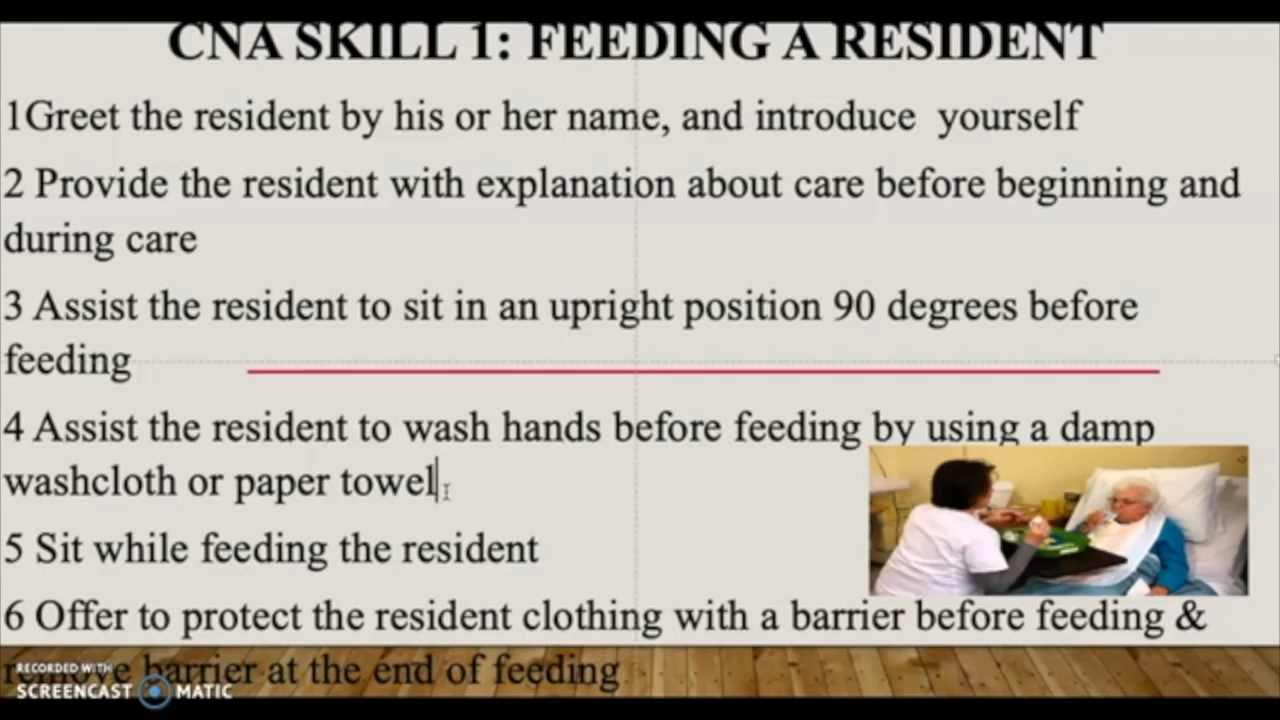 CNA SKILL 1: FEEDING A RESIDENT
1Greet the resident by his or her name, and introduce yourself
2 Provide the resident with explanation about care before beginning and
during care
3 Assist the resident to sit in an upright position 90 degrees before
feeding
4 Assist the resident to wash hands before feeding by using a damp
washcloth or paper towel
5 Sit while feeding the resident
6 Offer to protect the resident clothing with a barrier before feeding &
remove barrier at the end of feeding
RECORDED WITH
SCREENCAST MATIC